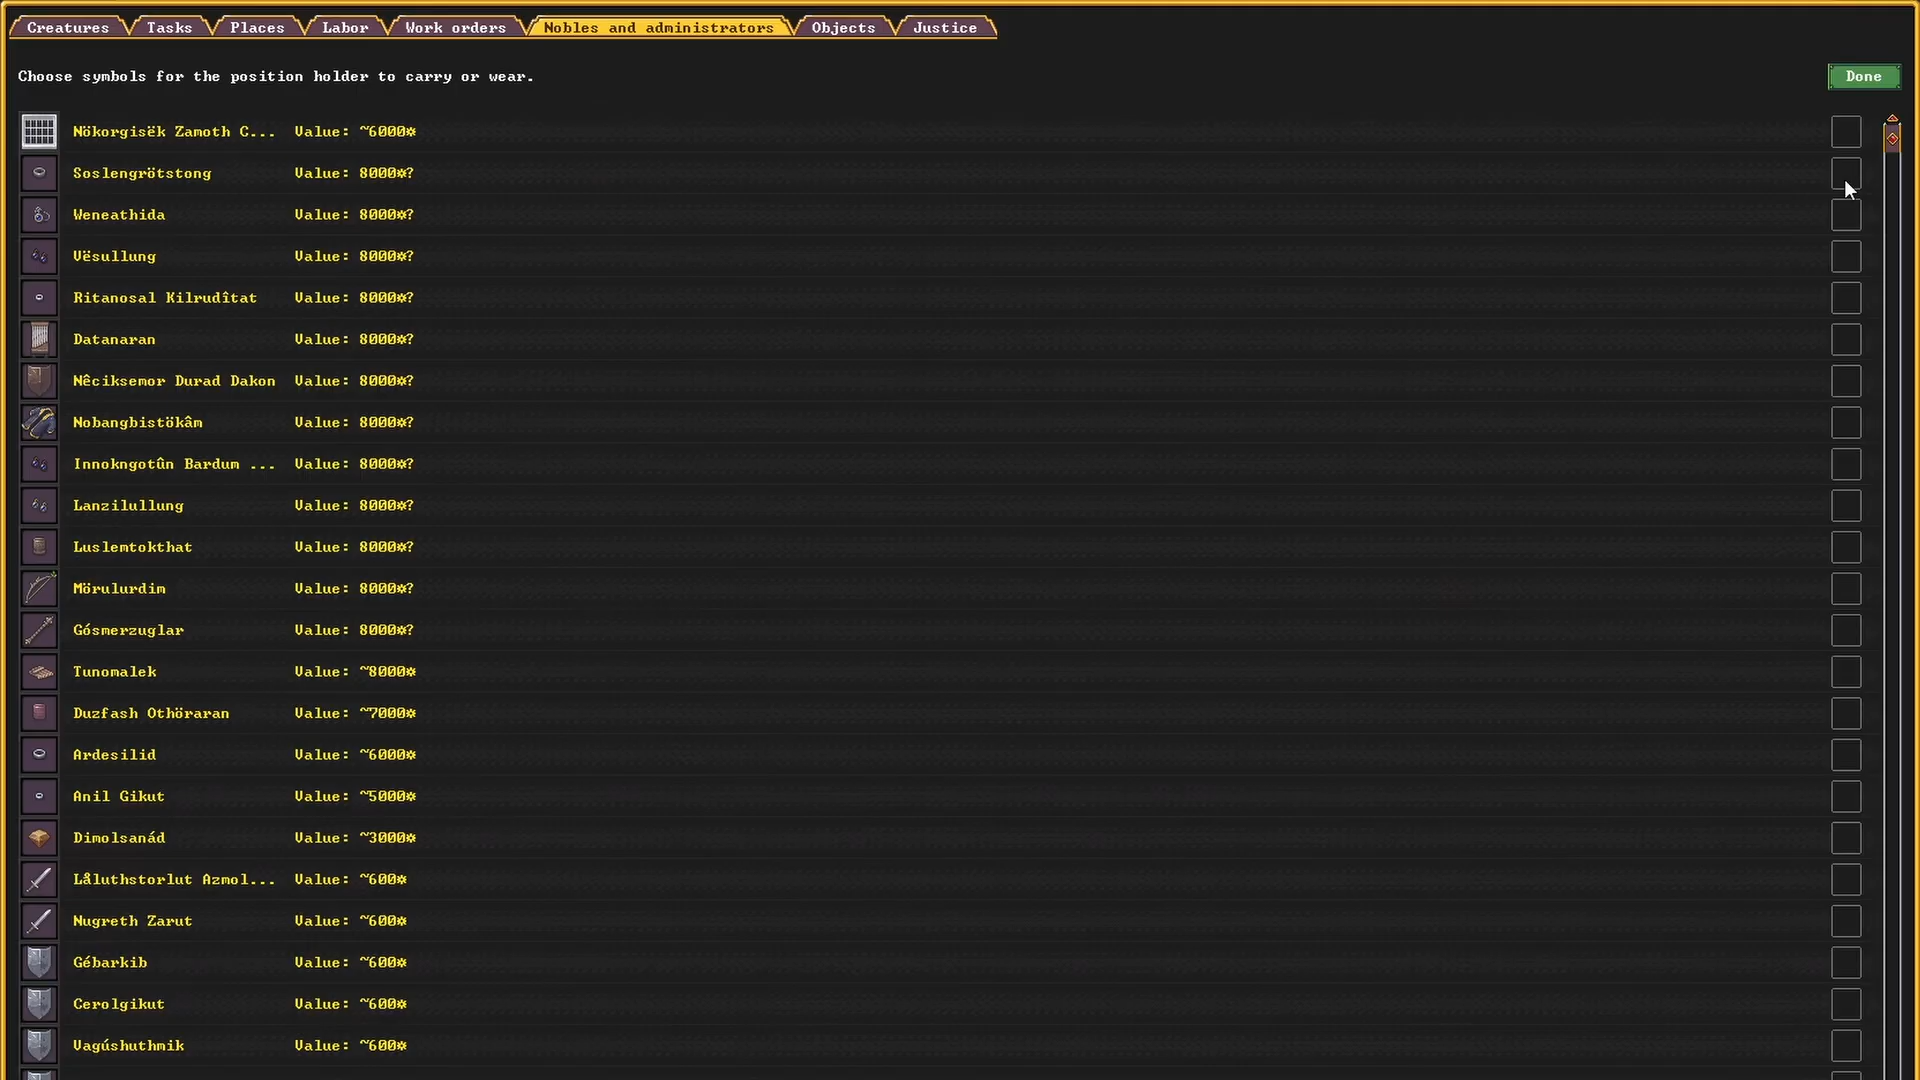 Creatures Tasks Places Labor Work orders Nobles and administrators Objects Justice
Choose symbols for the position holder to carry or wear. Done
Nökorgisëk Zamoth C... Value: ~6000☼
Soslengrötstong Value: 8000☼?
Weneathida Value: 8000☼?
Vësullung Value: 8000☼?
Ritanosal Kilrudîtat Value: 8000☼?
Datanaran Value: 8000☼?
Nêciksemor Durad Dakon Value: 8000☼?
Nobangbistökâm Value: 8000☼?
Innokngotûn Bardum ... Value: 8000☼?
Lanzilullung Value: 8000☼?
Luslemtokthat Value: 8000☼?
Mörulurdim Value: 8000☼?
Gósmerzuglar Value: 8000☼?
Tunomalek Value: ~8000☼
Duzfash Othöraran Value: ~7000☼
Ardesilid Value: ~6000☼
Anil Gikut Value: ~5000☼
Dimolsanád Value: ~3000☼
Låluthstorlut Azmol... Value: ~600☼
Nugreth Zarut Value: ~600☼
Gébarkib Value: ~600☼
Cerolgikut Value: ~600☼
Vagúshuthmik Value: ~600☼